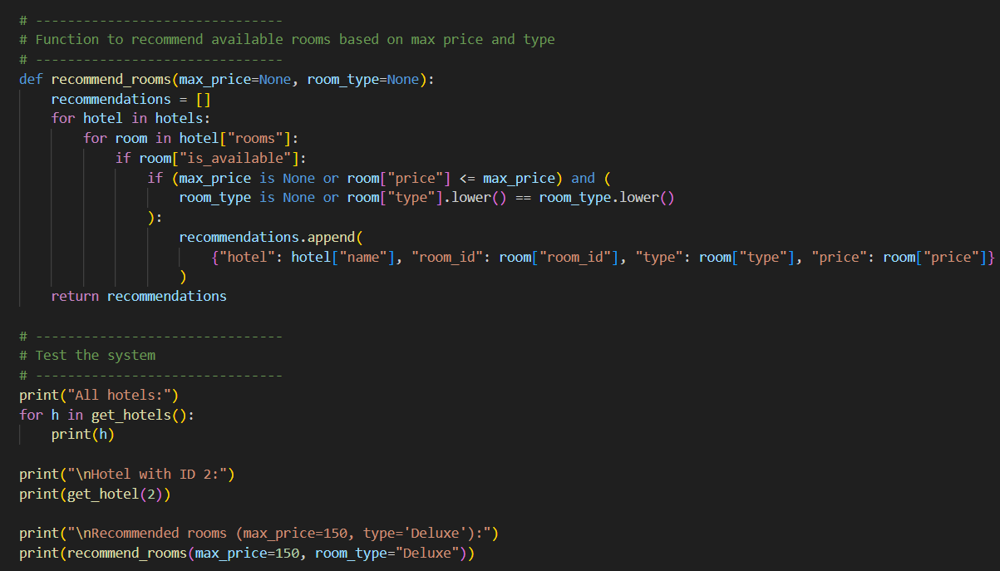 # -------------------------------
# Function to recommend available rooms based on max price and type
# -------------------------------
def recommend_rooms(max_price=None, room_type=None):
    recommendations = []
    for hotel in hotels:
        for room in hotel["rooms"]:
            if room["is_available"]:
                if (max_price is None or room["price"] <= max_price) and (
                    room_type is None or room["type"].lower() == room_type.lower()
                ):
                    recommendations.append(
                        {"hotel": hotel["name"], "room_id": room["room_id"], "type": room["type"], "price": room["price"]}
                    )
    return recommendations

# -------------------------------
# Test the system
# -------------------------------
print("All hotels:")
for h in get_hotels():
    print(h)

print("\nHotel with ID 2:")
print(get_hotel(2))

print("\nRecommended rooms (max_price=150, type='Deluxe'):")
print(recommend_rooms(max_price=150, room_type="Deluxe"))